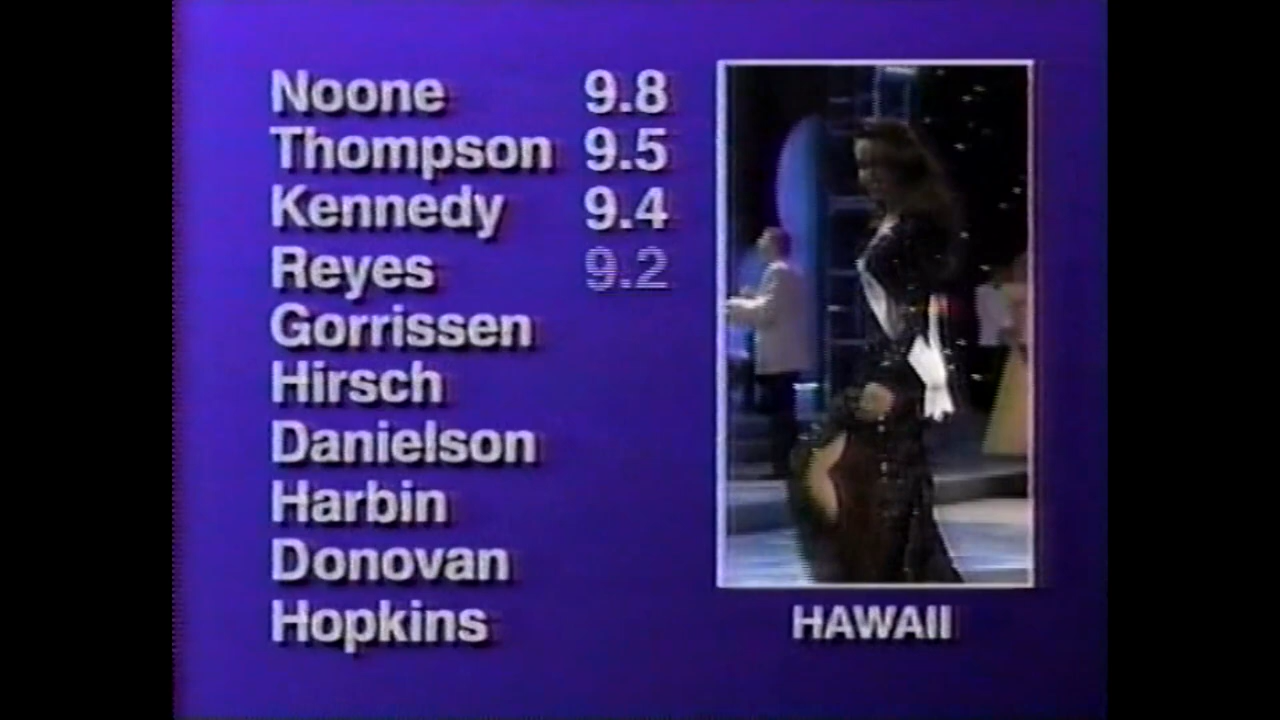 Noone 9.8
Thompson 9.5
Kennedy 9.4
Reyes 9.2
Gorrissen
Hirsch
Danielson
Harbin
Donovan
Hopkins
HAWAII